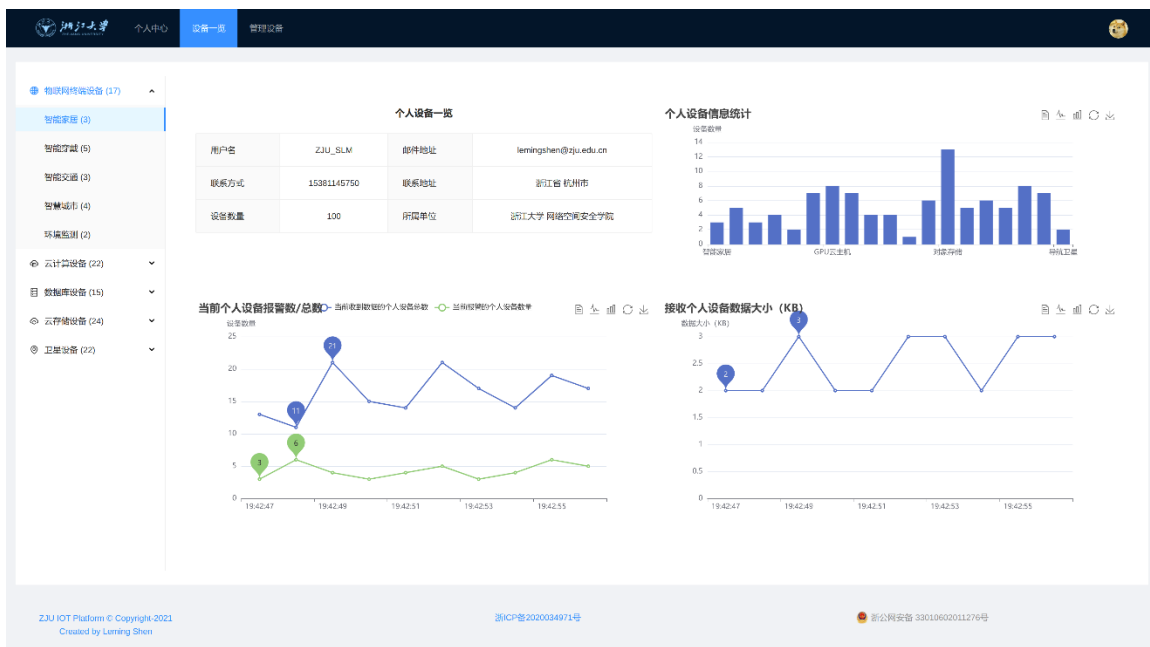 浙江大学
个人中心
设备一览
管理设备
物联网终端设备 (17)
智能家居 (3)
智能穿戴 (5)
智能交通 (3)
智慧城市 (4)
环境监测 (2)
云计算设备 (22)
数据库设备 (15)
云存储设备 (24)
卫星设备 (22)
个人设备一览
用户名 ZJU_SLM 邮件地址 lemingshen@zju.edu.cn
联系方式 15381145750 联系地址 浙江省 杭州市
设备数量 100 所属单位 浙江大学 网络空间安全学院
个人设备信息统计
设备数量
14
12
10
8
6
4
2
0
智能家居 GPU云主机 对象存储 导航卫星
当前个人设备报警数/总数 当前收到数据的个人设备总数 当前报警的个人设备数量
设备数量
25
20
15
10
5
0
21
11
6
3
19:42:47 19:42:49 19:42:51 19:42:53 19:42:55
接收个人设备数据大小（KB）
数据大小（KB）
3
2.5
2
1.5
1
0.5
0
3
2
19:42:47 19:42:49 19:42:51 19:42:53 19:42:55
ZJU IOT Platform © Copyright-2021
Created by Leming Shen
浙ICP备2020034971号
浙公网安备 33010602011276号